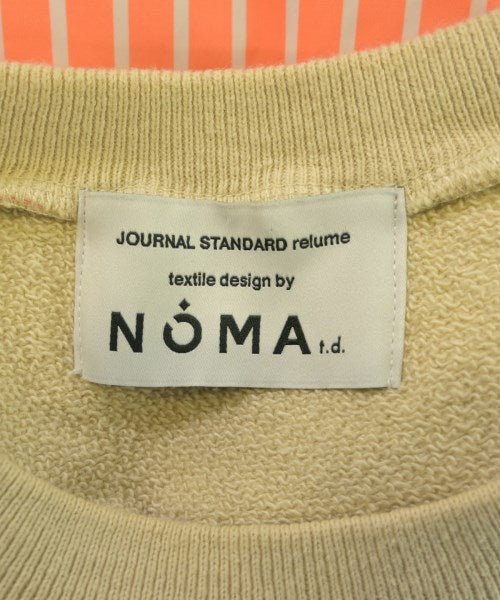 JOURNAL STANDARD relume
textile design by
NOMA t.d.